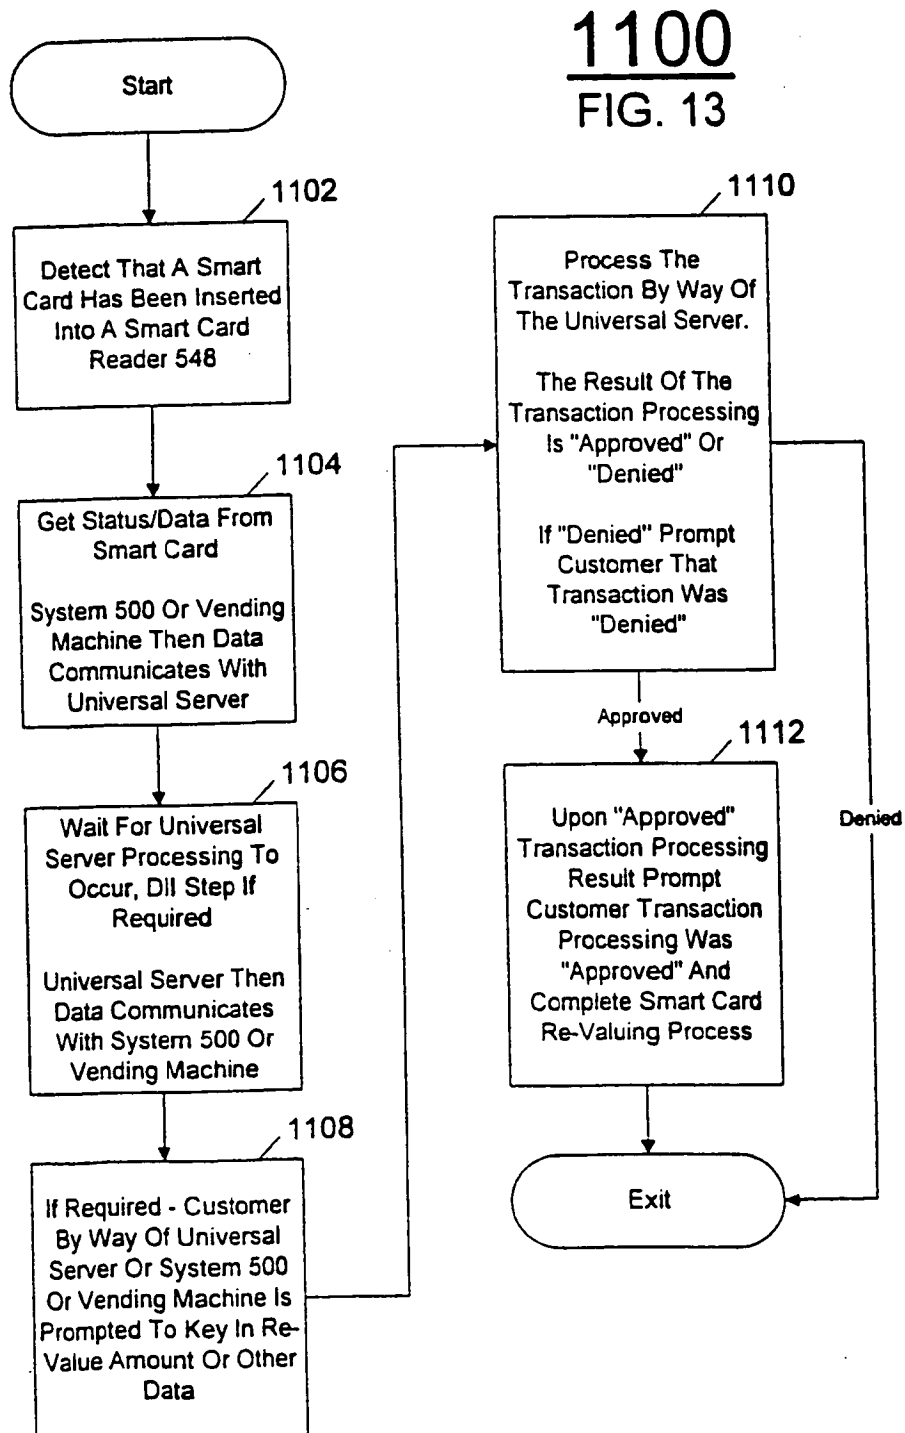 1100
FIG. 13
Start
1102
Detect That A Smart
Card Has Been Inserted
Into A Smart Card
Reader 548
1104
Get Status/Data From
Smart Card
System 500 Or Vending
Machine Then Data
Communicates With
Universal Server
1106
Wait For Universal
Server Processing To
Occur, Dll Step If
Required
Universal Server Then
Data Communicates
With System 500 Or
Vending Machine
1108
If Required - Customer
By Way Of Universal
Server Or System 500
Or Vending Machine Is
Prompted To Key In Re-
Value Amount Or Other
Data
1110
Process The
Transaction By Way Of
The Universal Server.
The Result Of The
Transaction Processing
Is "Approved" Or
"Denied"
If "Denied" Prompt
Customer That
Transaction Was
"Denied"
Approved
Denied
1112
Upon "Approved"
Transaction Processing
Result Prompt
Customer Transaction
Processing Was
"Approved" And
Complete Smart Card
Re-Valuing Process
Exit